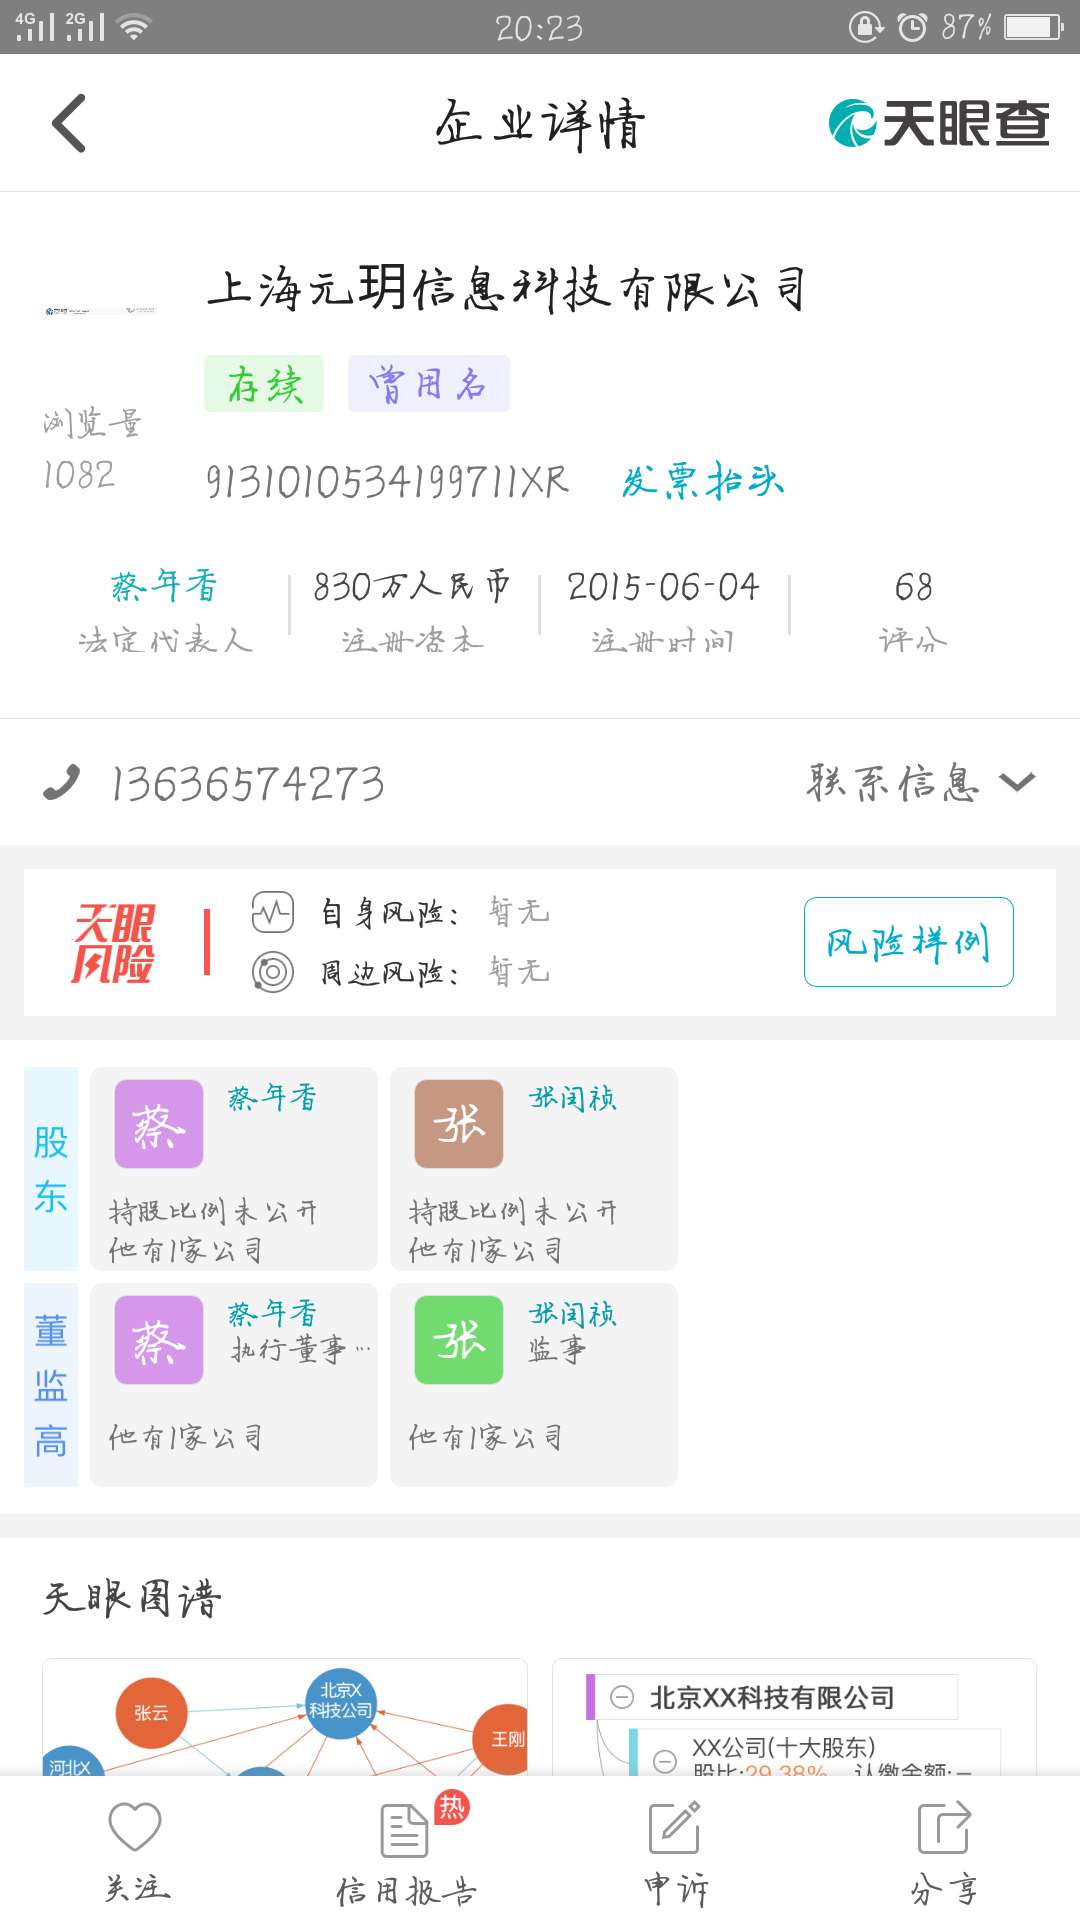 4G 2G 20:23 87%
企业详情 天眼查
上海元玥信息科技有限公司
存续 曾用名
浏览量
1082
9131010534199711XR 发票抬头
蔡年香 830万人民币 2015-06-04 68
法定代表人 注册资本 注册时间 评分
13636574273 联系信息
天眼风险
自身风险: 暂无
周边风险: 暂无
风险样例
股东
蔡年香 张闵祯
持股比例未公开 持股比例未公开
他有1家公司 他有1家公司
董监高
蔡年香 张闵祯
执行董事… 监事
他有1家公司 他有1家公司
天眼图谱
张云 北京X科技公司 王刚 河北X
北京XX科技有限公司
XX公司(十大股东)
股比:29.38% 认缴金额:—
热
关注 信用报告 申诉 分享